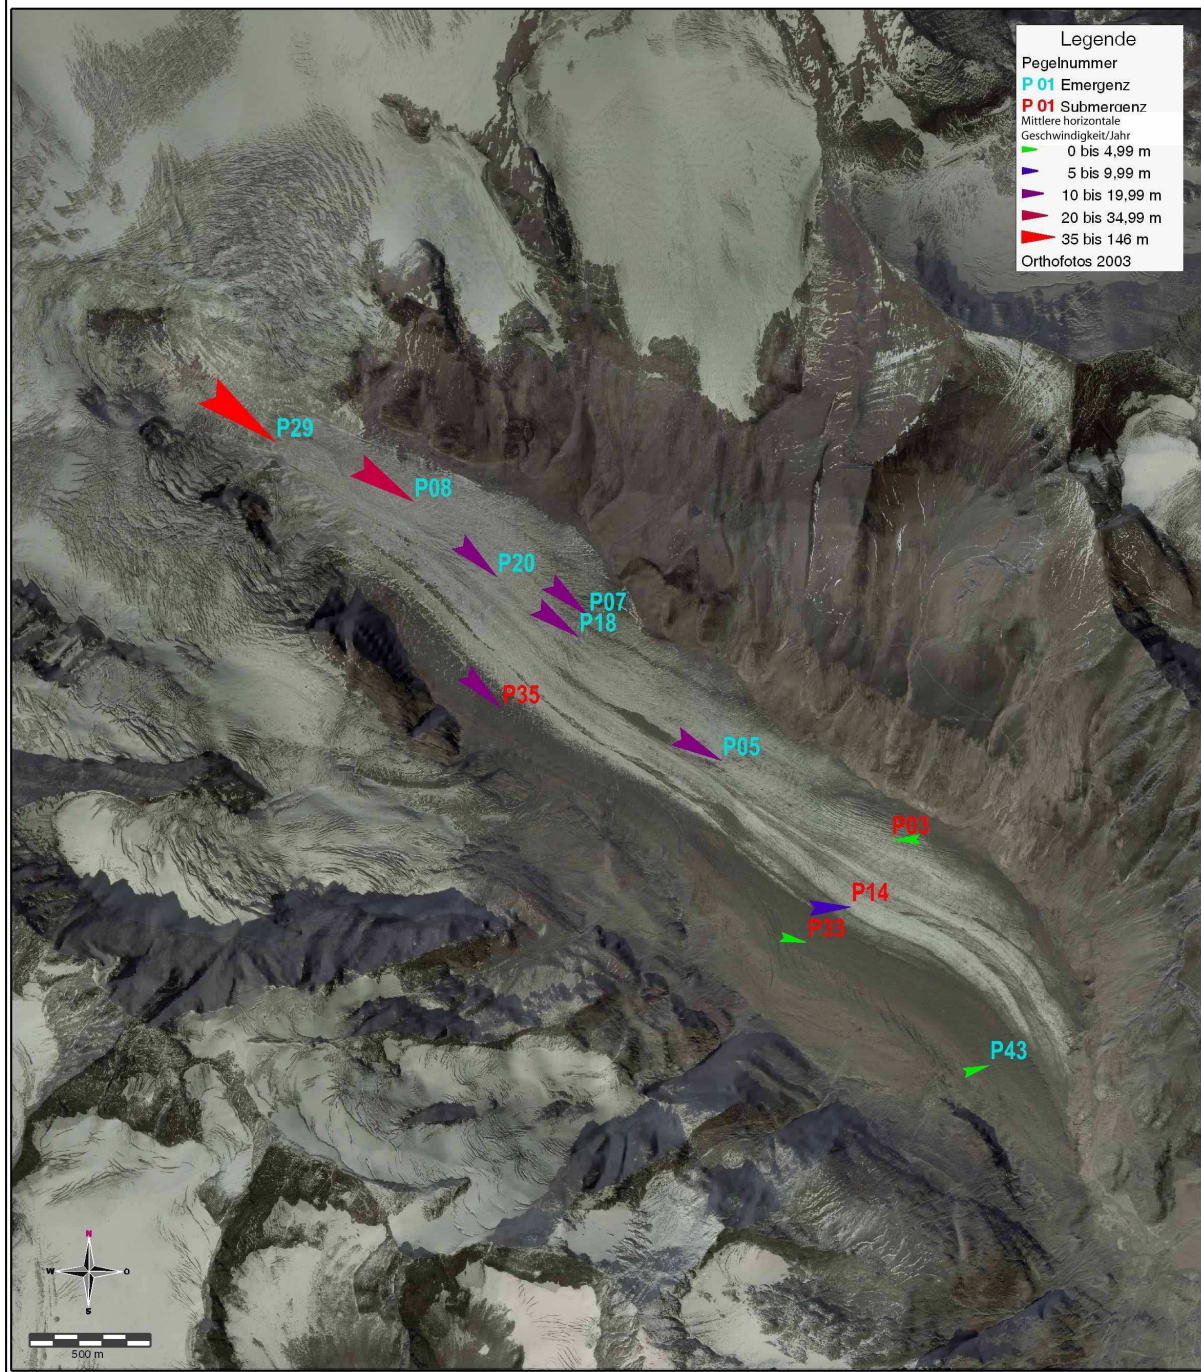 Legende
Pegelnummer
P 01 Emergenz
P 01 Submergenz
Mittlere horizontale
Geschwindigkeit/Jahr
0 bis 4,99 m
5 bis 9,99 m
10 bis 19,99 m
20 bis 34,99 m
35 bis 146 m
Orthofotos 2003
P29
P08
P20
P07
P18
P35
P05
P03
P14
P33
P43
N
W O
S
500 m